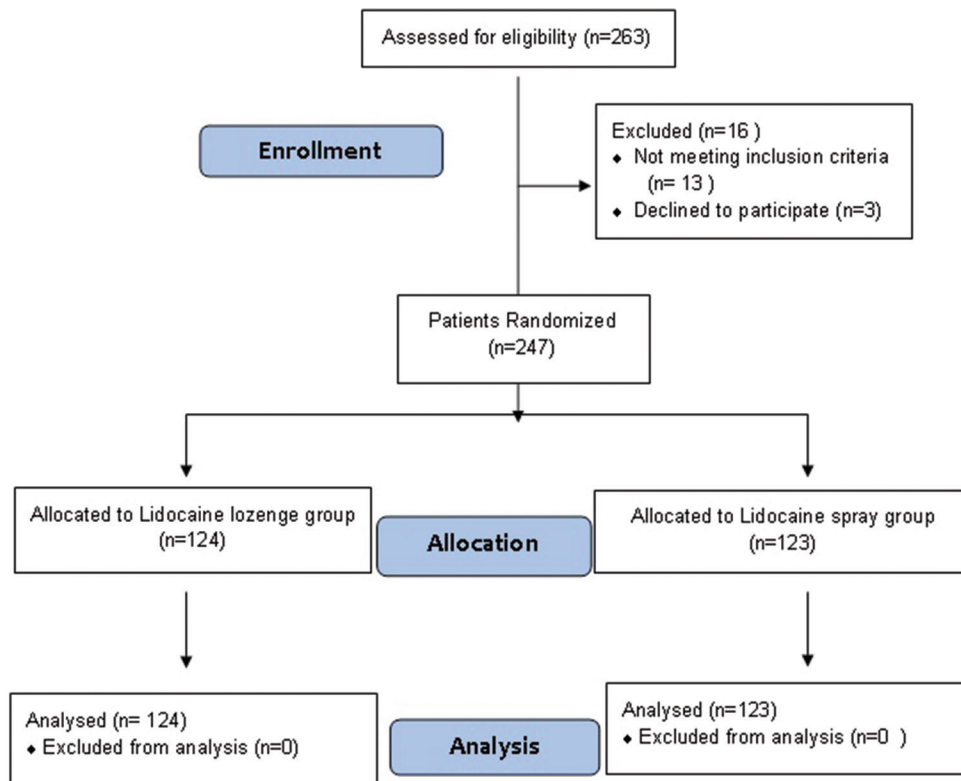 Assessed for eligibility (n=263)
Enrollment
Excluded (n=16 )
♦ Not meeting inclusion criteria
(n= 13 )
♦ Declined to participate (n=3)
Patients Randomized
(n=247)
Allocated to Lidocaine lozenge group
(n=124)
Allocation
Allocated to Lidocaine spray group
(n=123)
Analysed (n= 124)
♦ Excluded from analysis (n=0)
Analysis
Analysed (n=123)
♦ Excluded from analysis (n=0 )